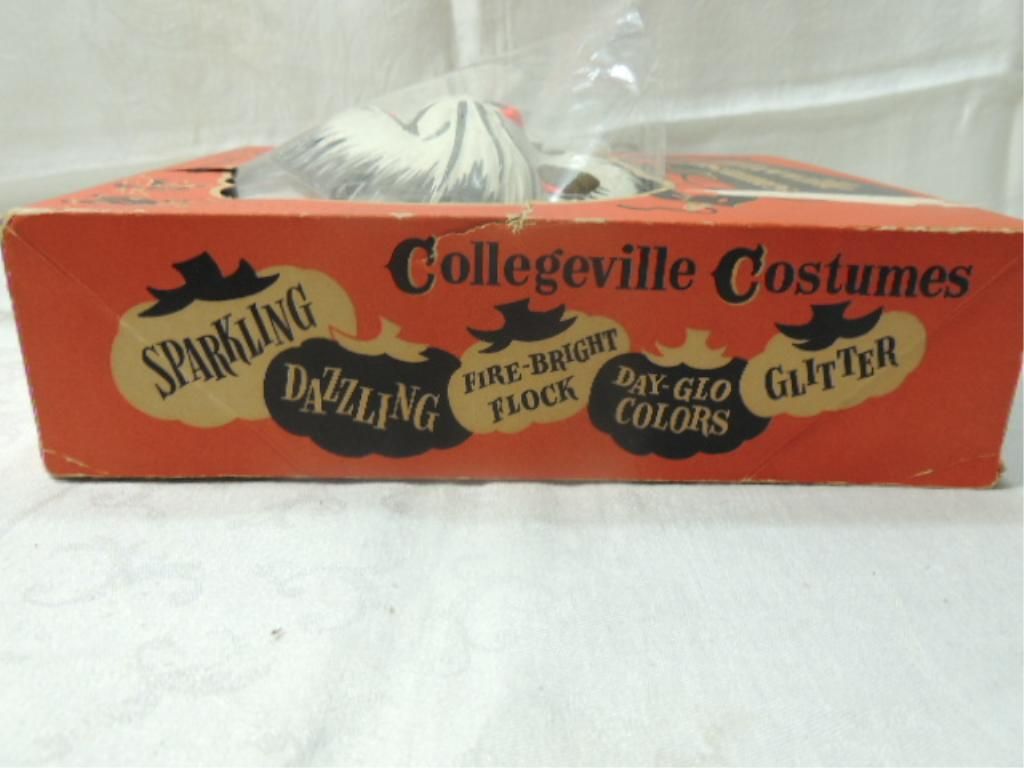 Collegeville Costumes
SPARKLING
DAZZLING
FIRE-BRIGHT
FLOCK
DAY-GLO
COLORS
GLITTER